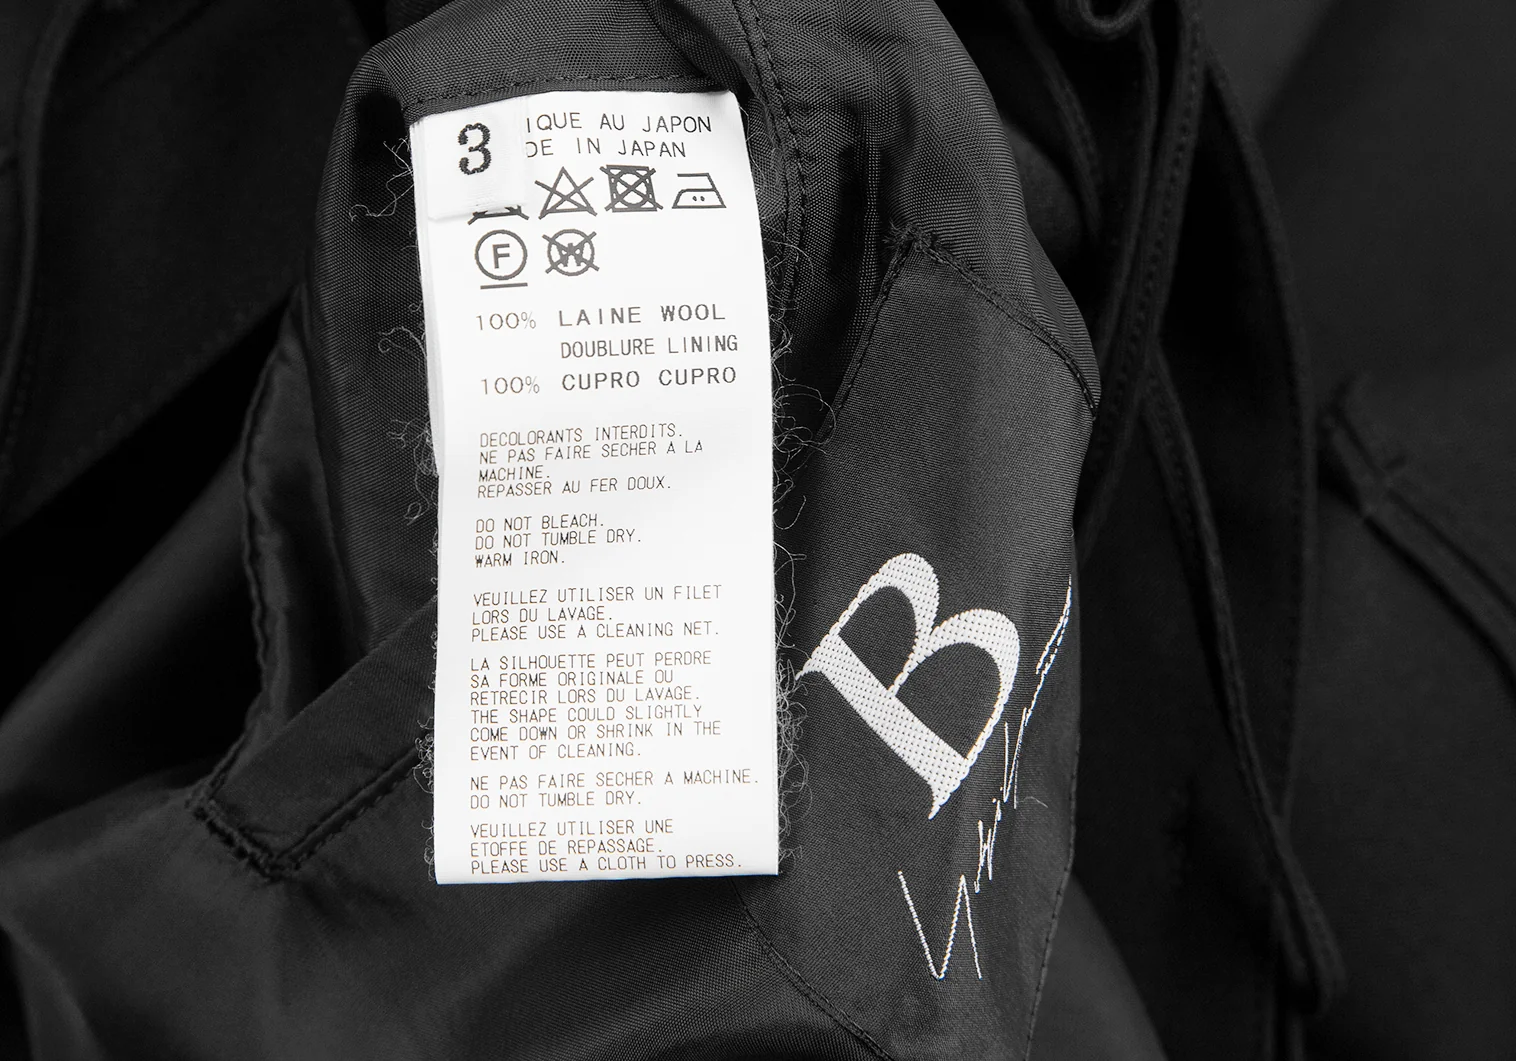 3
IQUE AU JAPON
DE IN JAPAN
F
W
100% LAINE WOOL
DOUBLURE LINING
100% CUPRO CUPRO
DECOLORANTS INTERDITS.
NE PAS FAIRE SECHER A LA
MACHINE.
REPASSER AU FER DOUX.
DO NOT BLEACH.
DO NOT TUMBLE DRY.
WARM IRON.
VEUILLEZ UTILISER UN FILET
LORS DU LAVAGE.
PLEASE USE A CLEANING NET.
LA SILHOUETTE PEUT PERDRE
SA FORME ORIGINALE OU
RETRECIR LORS DU LAVAGE.
THE SHAPE COULD SLIGHTLY
COME DOWN OR SHRINK IN THE
EVENT OF CLEANING.
NE PAS FAIRE SECHER A MACHINE.
DO NOT TUMBLE DRY.
VEUILLEZ UTILISER UNE
ETOFFE DE REPASSAGE.
PLEASE USE A CLOTH TO PRESS.
B